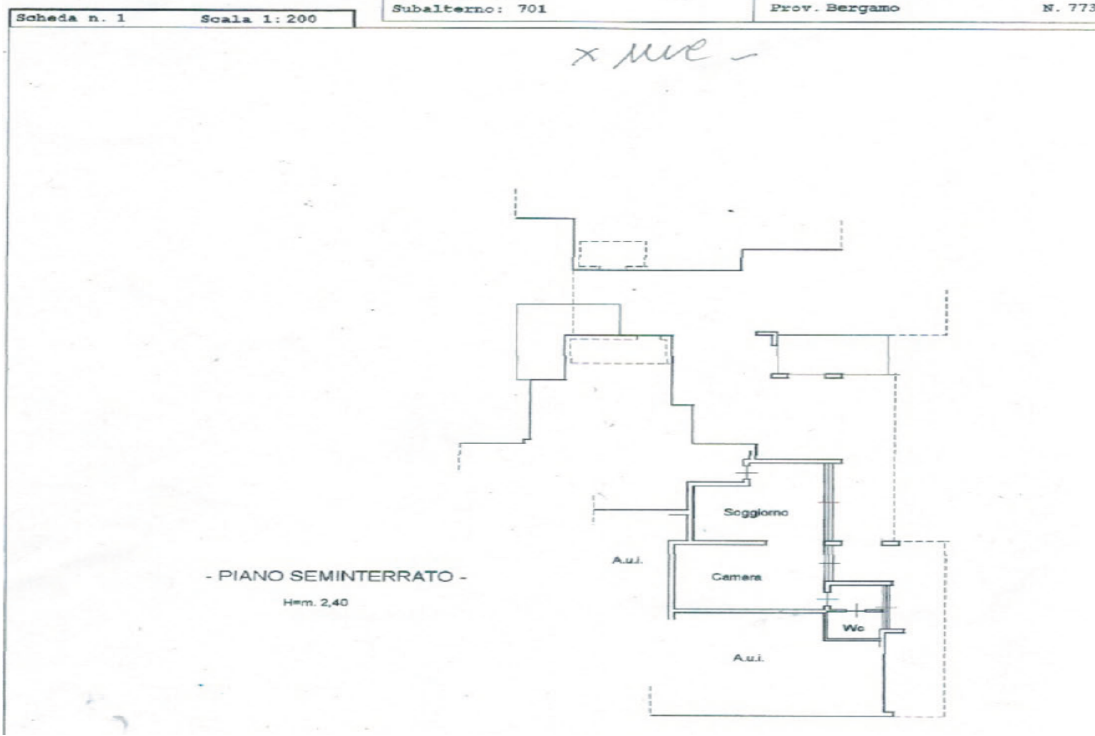 Scheda n. 1 Scala 1:200
Subalterno: 701
Prov. Bergamo N. 773
Soggiorno
A.u.i.
Camera
- PIANO SEMINTERRATO -
H=m. 2,40
Wc
A.u.i.